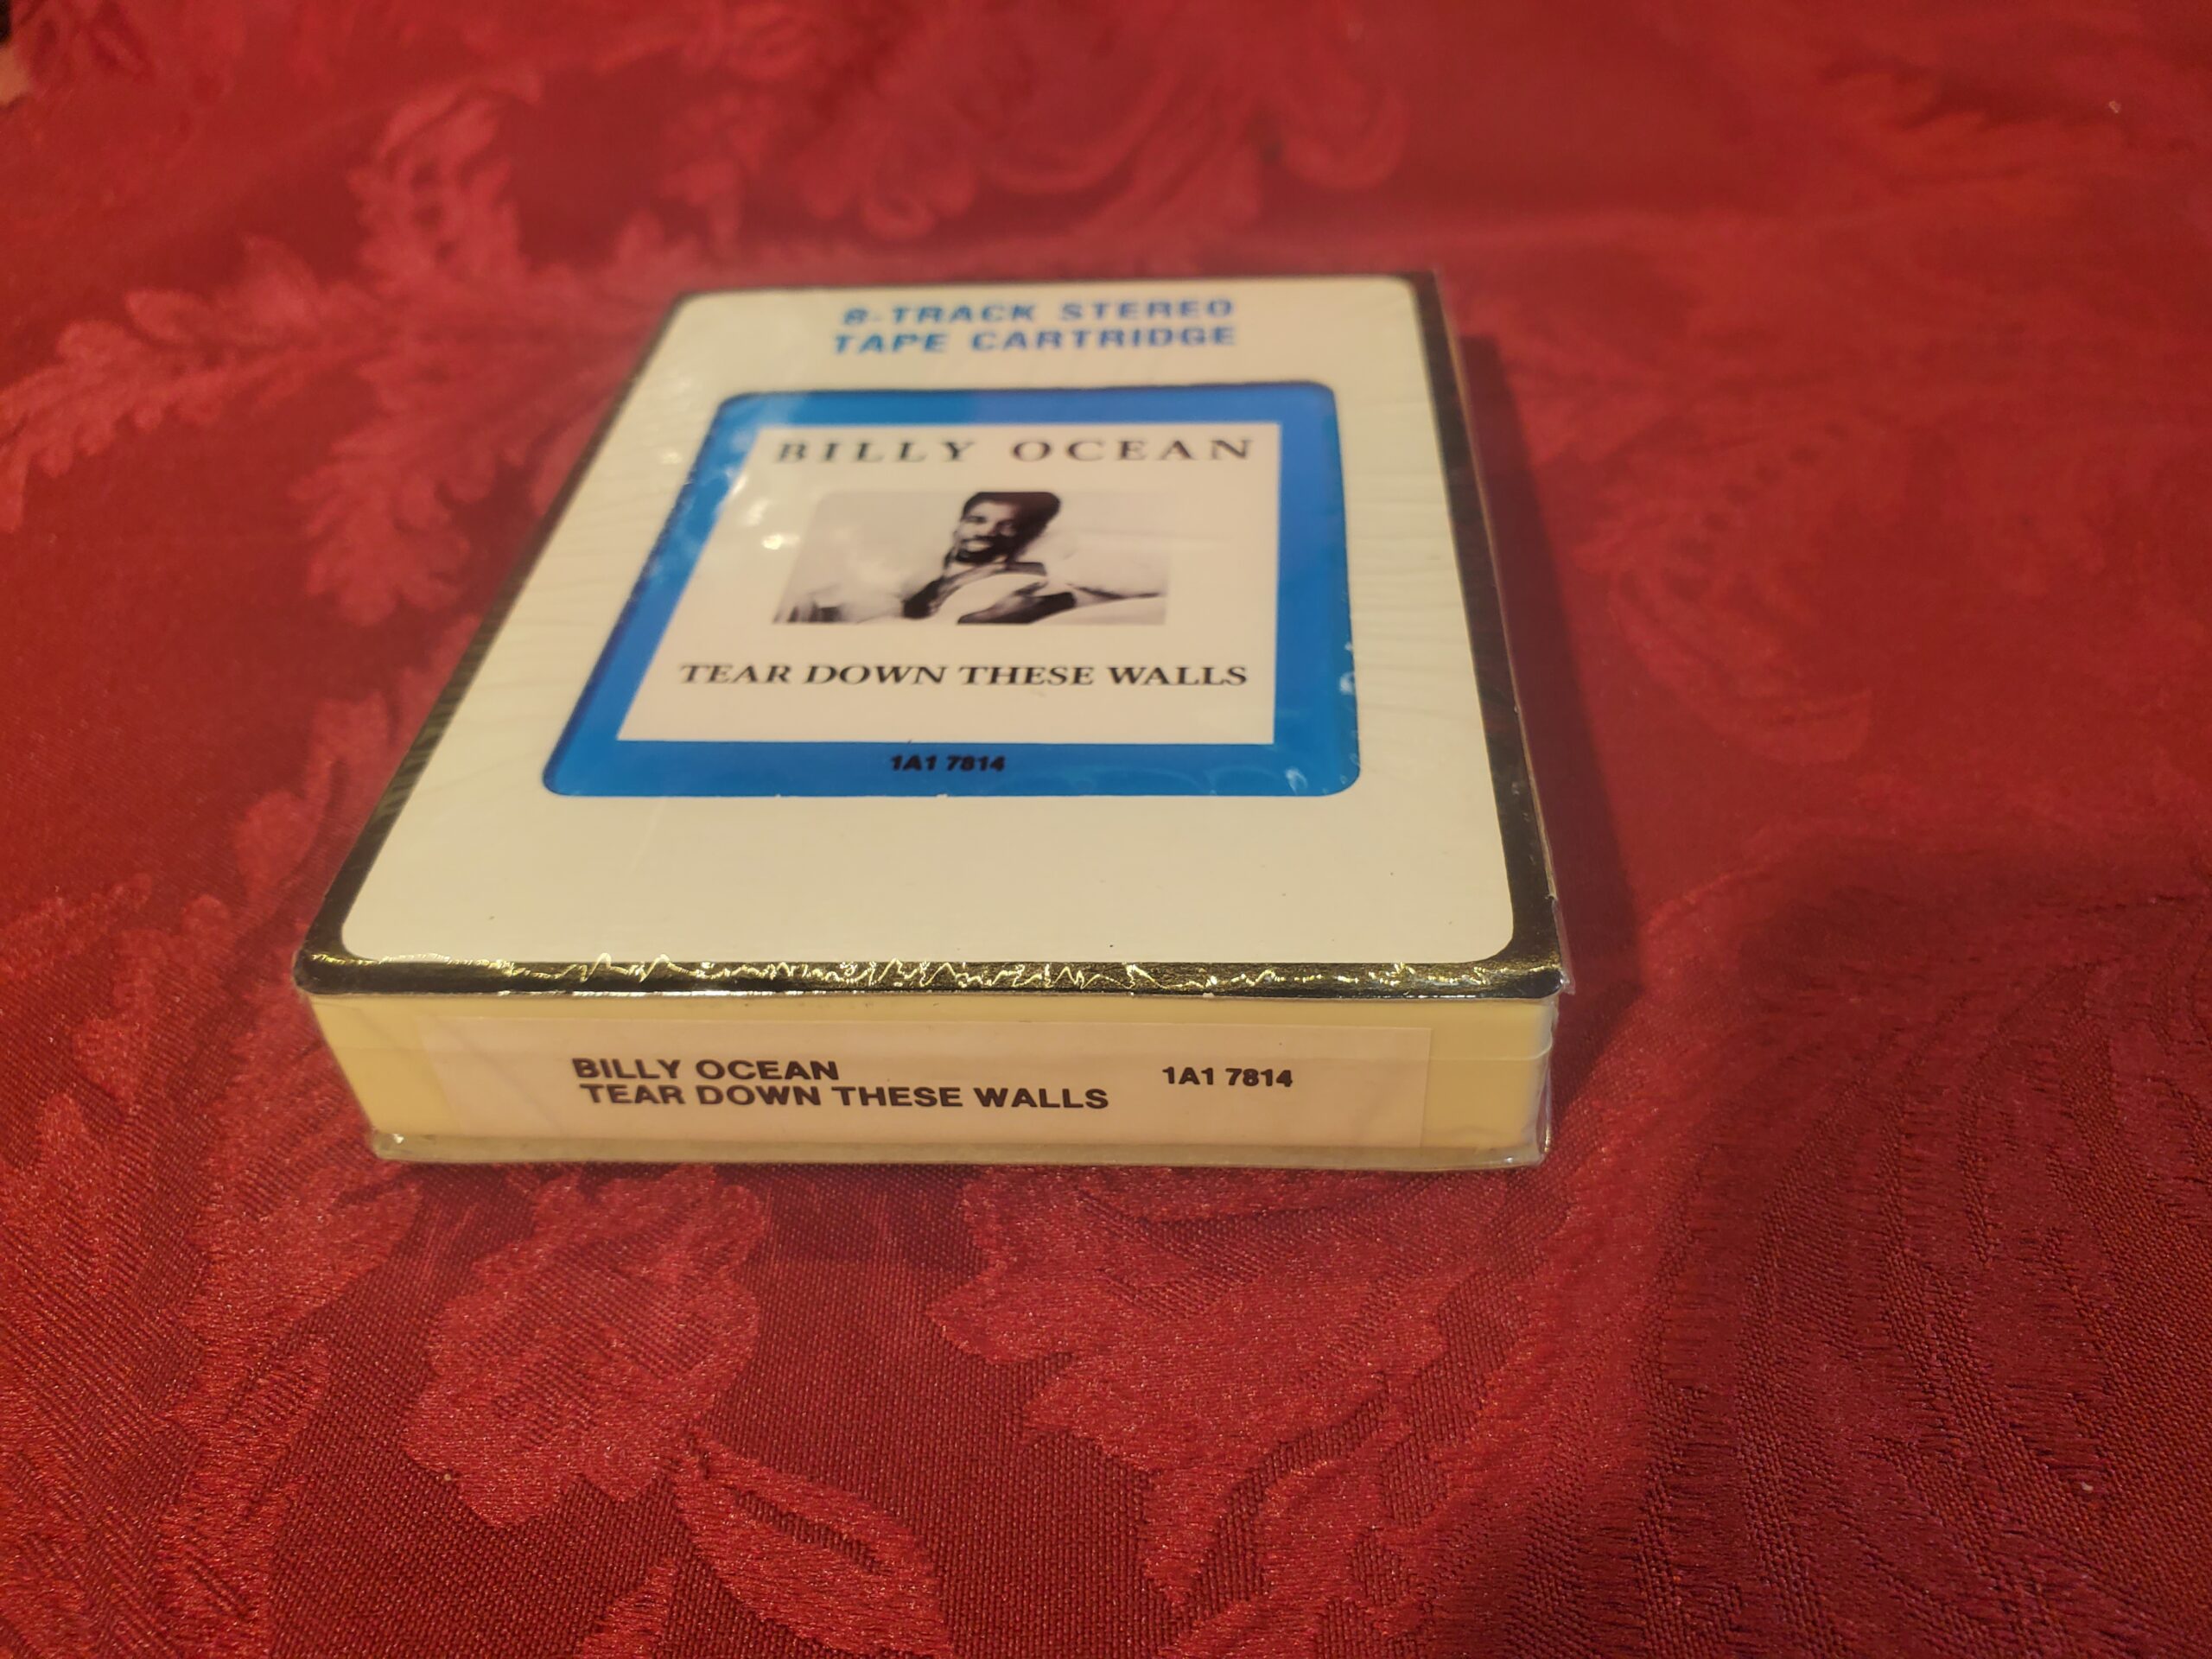 8-TRACK STEREO
TAPE CARTRIDGE
BILLY OCEAN
TEAR DOWN THESE WALLS
1A1 7814
BILLY OCEAN
TEAR DOWN THESE WALLS
1A1 7814